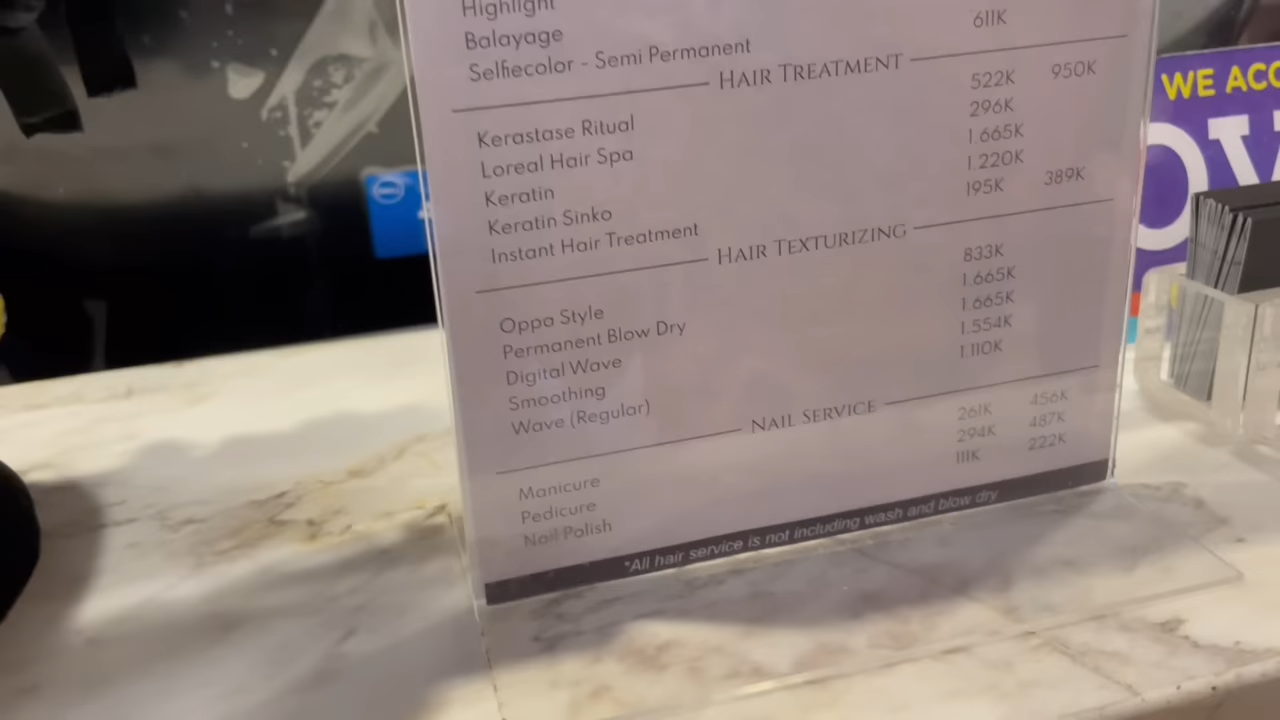 Highlight
Balayage
Selfiecolor - Semi Permanent 611K
HAIR TREATMENT
Kerastase Ritual 522K 950K
Loreal Hair Spa 296K
Keratin 1.665K
Keratin Sinko 1.220K
Instant Hair Treatment 195K 389K
HAIR TEXTURIZING
Oppa Style 833K
Permanent Blow Dry 1.665K
Digital Wave 1.665K
Smoothing 1.554K
Wave (Regular) 1.110K
NAIL SERVICE
Manicure 261K 456K
Pedicure 294K 487K
Nail Polish 111K 222K
*All hair service is not including wash and blow dry
DELL
WE ACC
OV